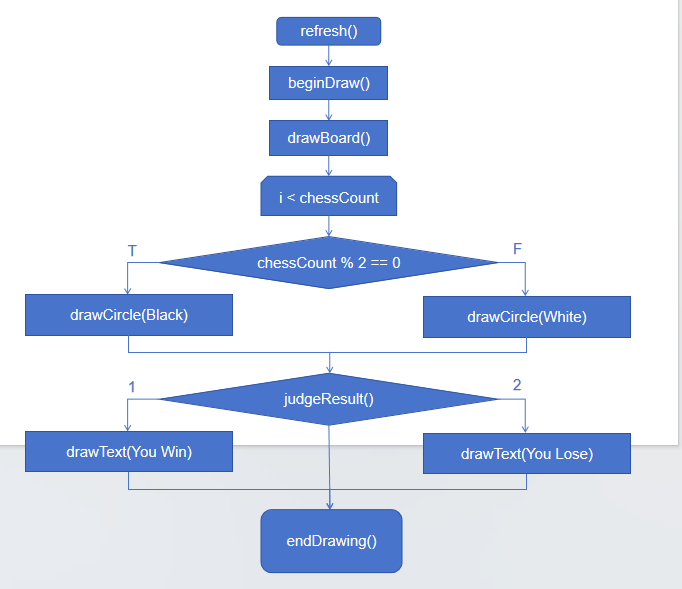 refresh()
beginDraw()
drawBoard()
i < chessCount
T
F
chessCount % 2 == 0
drawCircle(Black)
drawCircle(White)
1
2
judgeResult()
drawText(You Win)
drawText(You Lose)
endDrawing()